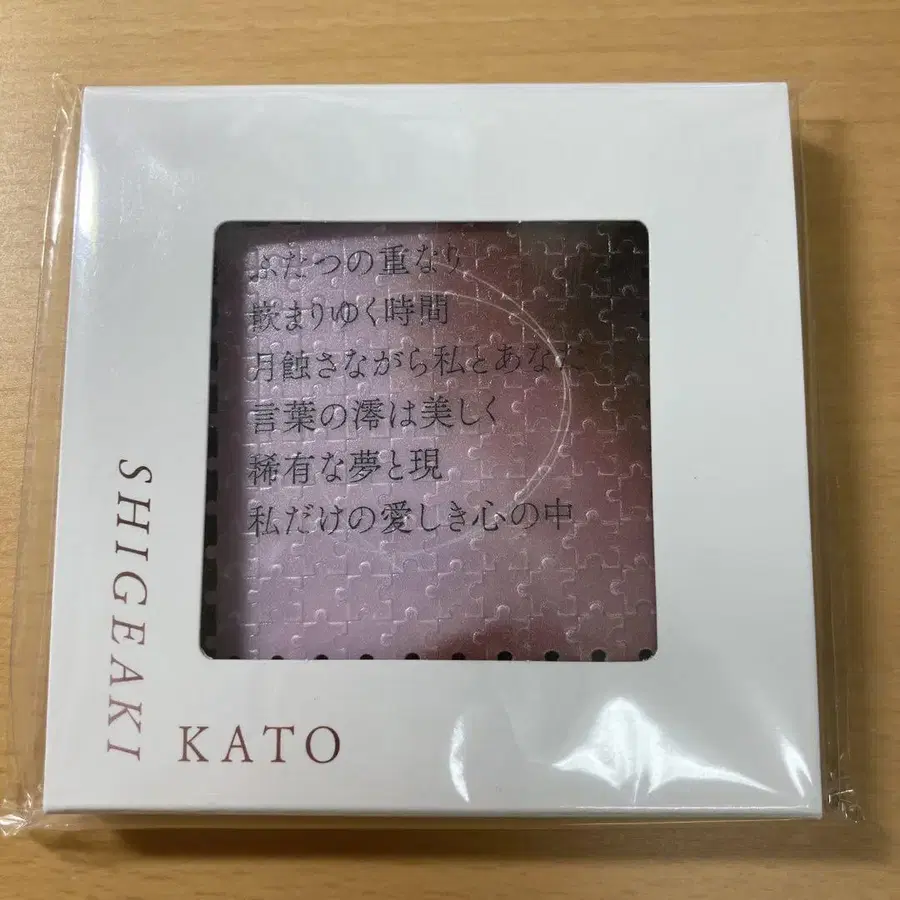 ふたつの重なり
嵌まりゆく時間
月蝕さながら私とあなた
言葉の澪は美しく
稀有な夢と現
私だけの愛しき心の中
SHIGEAKI
KATO